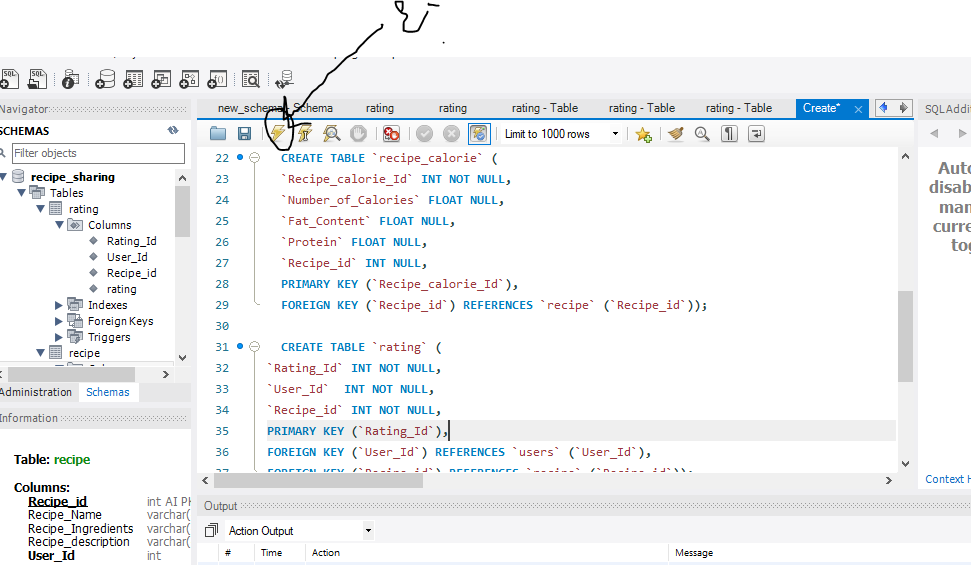 new_schema - Schema rating rating rating - Table rating - Table rating - Table Create* SQLAddit
Navigator
SCHEMAS
Filter objects
Limit to 1000 rows
recipe_sharing
Tables
rating
Columns
Rating_Id
User_Id
Recipe_id
rating
Indexes
Foreign Keys
Triggers
recipe
Administration Schemas
Information
Table: recipe
Columns:
Recipe_id int AI PK
Recipe_Name varchar(
Recipe_Ingredients varchar(
Recipe_description varchar(
User_Id int
22 CREATE TABLE `recipe_calorie` (
23 `Recipe_calorie_Id` INT NOT NULL,
24 `Number_of_Calories` FLOAT NULL,
25 `Fat_Content` FLOAT NULL,
26 `Protein` FLOAT NULL,
27 `Recipe_id` INT NULL,
28 PRIMARY KEY (`Recipe_calorie_Id`),
29 FOREIGN KEY (`Recipe_id`) REFERENCES `recipe` (`Recipe_id`));
30
31 CREATE TABLE `rating` (
32 `Rating_Id` INT NOT NULL,
33 `User_Id` INT NOT NULL,
34 `Recipe_id` INT NOT NULL,
35 PRIMARY KEY (`Rating_Id`),
36 FOREIGN KEY (`User_Id`) REFERENCES `users` (`User_Id`),
37 FOREIGN KEY (`Recipe_id`) REFERENCES `recipe` (`Recipe_id`));
Auto
disab
man
curre
tog
Context H
Output
Action Output
# Time Action Message